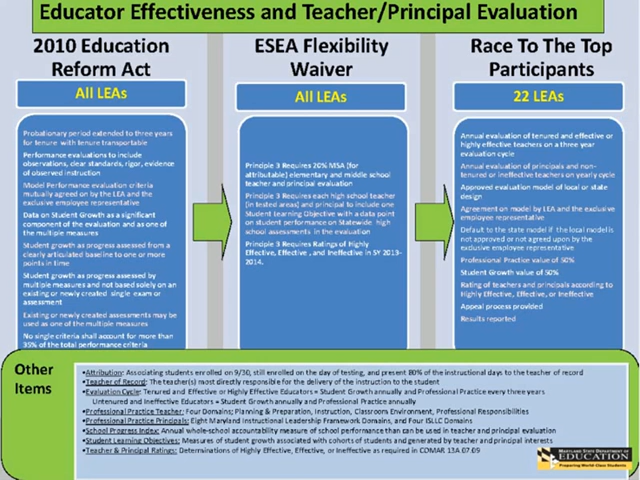 Educator Effectiveness and Teacher/Principal Evaluation
2010 Education
Reform Act
All LEAs
Probationary period extended to three years
for tenure with tenure transportable
Performance evaluations to include
observations, clear standards, rigor, evidence
of observed instruction
Model Performance evaluation criteria
mutually agreed on by the LEA and the
exclusive employee representative
Data on Student Growth as a significant
component of the evaluation and as one of
the multiple measures
Student growth as progress assessed from a
clearly articulated baseline to one or more
points in time
Student growth as progress assessed by
multiple measures and not based solely on an
existing or newly created single exam or
assessment
Existing or newly created assessments may be
used as one of the multiple measures
No single criteria shall account for more than
35% of the total performance criteria
ESEA Flexibility
Waiver
All LEAs
Principle 3 Requires 20% MSA (for
attributable) elementary and middle school
teacher and principal evaluation
Principle 3 Requires each high school teacher
(in tested areas) and principal to include one
Student Learning Objective with a data point
on student performance on Statewide high
school assessments in the evaluation
Principle 3 Requires Ratings of Highly
Effective, Effective , and Ineffective in SY 2013-
2014.
Race To The Top
Participants
22 LEAs
Annual evaluation of tenured and effective or
highly effective teachers on a three year
evaluation cycle
Annual evaluation of principals and non-
tenured or ineffective teachers on yearly cycle
Approved evaluation model of local or state
design
Agreement on model by LEA and the exclusive
employee representative
Default to the state model if the local model is
not approved or not agreed upon by the
exclusive employee representative
Professional Practice value of 50%
Student Growth value of 50%
Rating of teachers and principals according to
Highly Effective, Effective, or Ineffective
Appeal process provided
Results reported
Other
Items
•Attribution: Associating students enrolled on 9/30, still enrolled on the day of testing, and present 80% of the instructional days to the teacher of record
•Teacher of Record: The teacher(s) most directly responsible for the delivery of the instruction to the student
•Evaluation Cycle: Tenured and Effective or Highly Effective Educators = Student Growth annually and Professional Practice every three years
Untenured and Ineffective Educators = Student Growth annually and Professional Practice annually
•Professional Practice Teacher: Four Domains; Planning & Preparation, Instruction, Classroom Environment, Professional Responsibilities
•Professional Practice Principals: Eight Maryland Instructional Leadership Framework Domains, and Four ISLLC Domains
•School Progress Index: Annual whole-school accountability measure of school performance than can be used in teacher and principal evaluation
•Student Learning Objectives: Measures of student growth associated with cohorts of students and generated by teacher and principal interests
•Teacher & Principal Ratings: Determinations of Highly Effective, Effective, or Ineffective as required in COMAR 13A 07.09
MARYLAND STATE DEPARTMENT OF
EDUCATION
Preparing World-Class Students